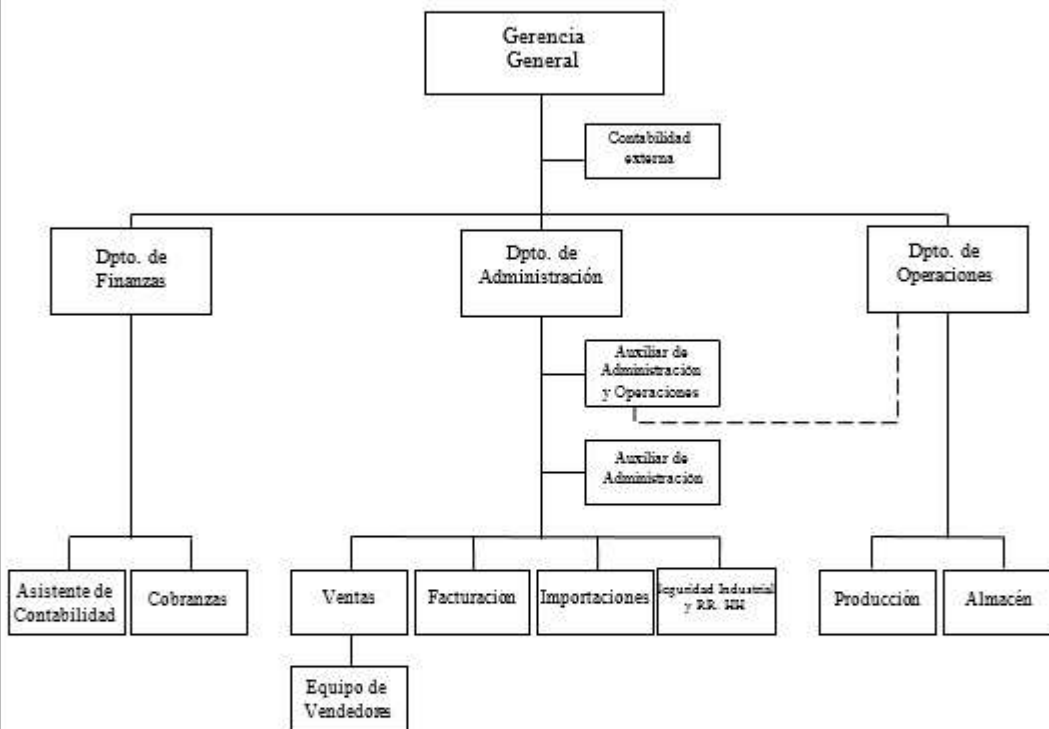 Gerencia
General
Contabilidad
externa
Dpto. de
Finanzas
Dpto. de
Administración
Dpto. de
Operaciones
Auxiliar de
Administración
y Operaciones
Auxiliar de
Administración
Asistente de
Contabilidad
Cobranzas
Ventas
Facturación
Importaciones
Seguridad Industrial
y RR. HH
Producción
Almacén
Equipo de
Vendedores